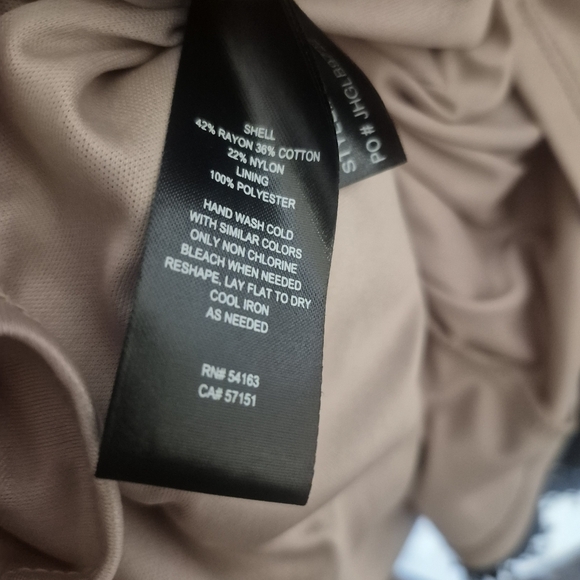 SHELL
42% RAYON 36% COTTON
22% NYLON
LINING
100% POLYESTER
HAND WASH COLD
WITH SIMILAR COLORS
ONLY NON CHLORINE
BLEACH WHEN NEEDED
RESHAPE, LAY FLAT TO DRY
COOL IRON
AS NEEDED
RN# 54163
CA# 57151
PO#